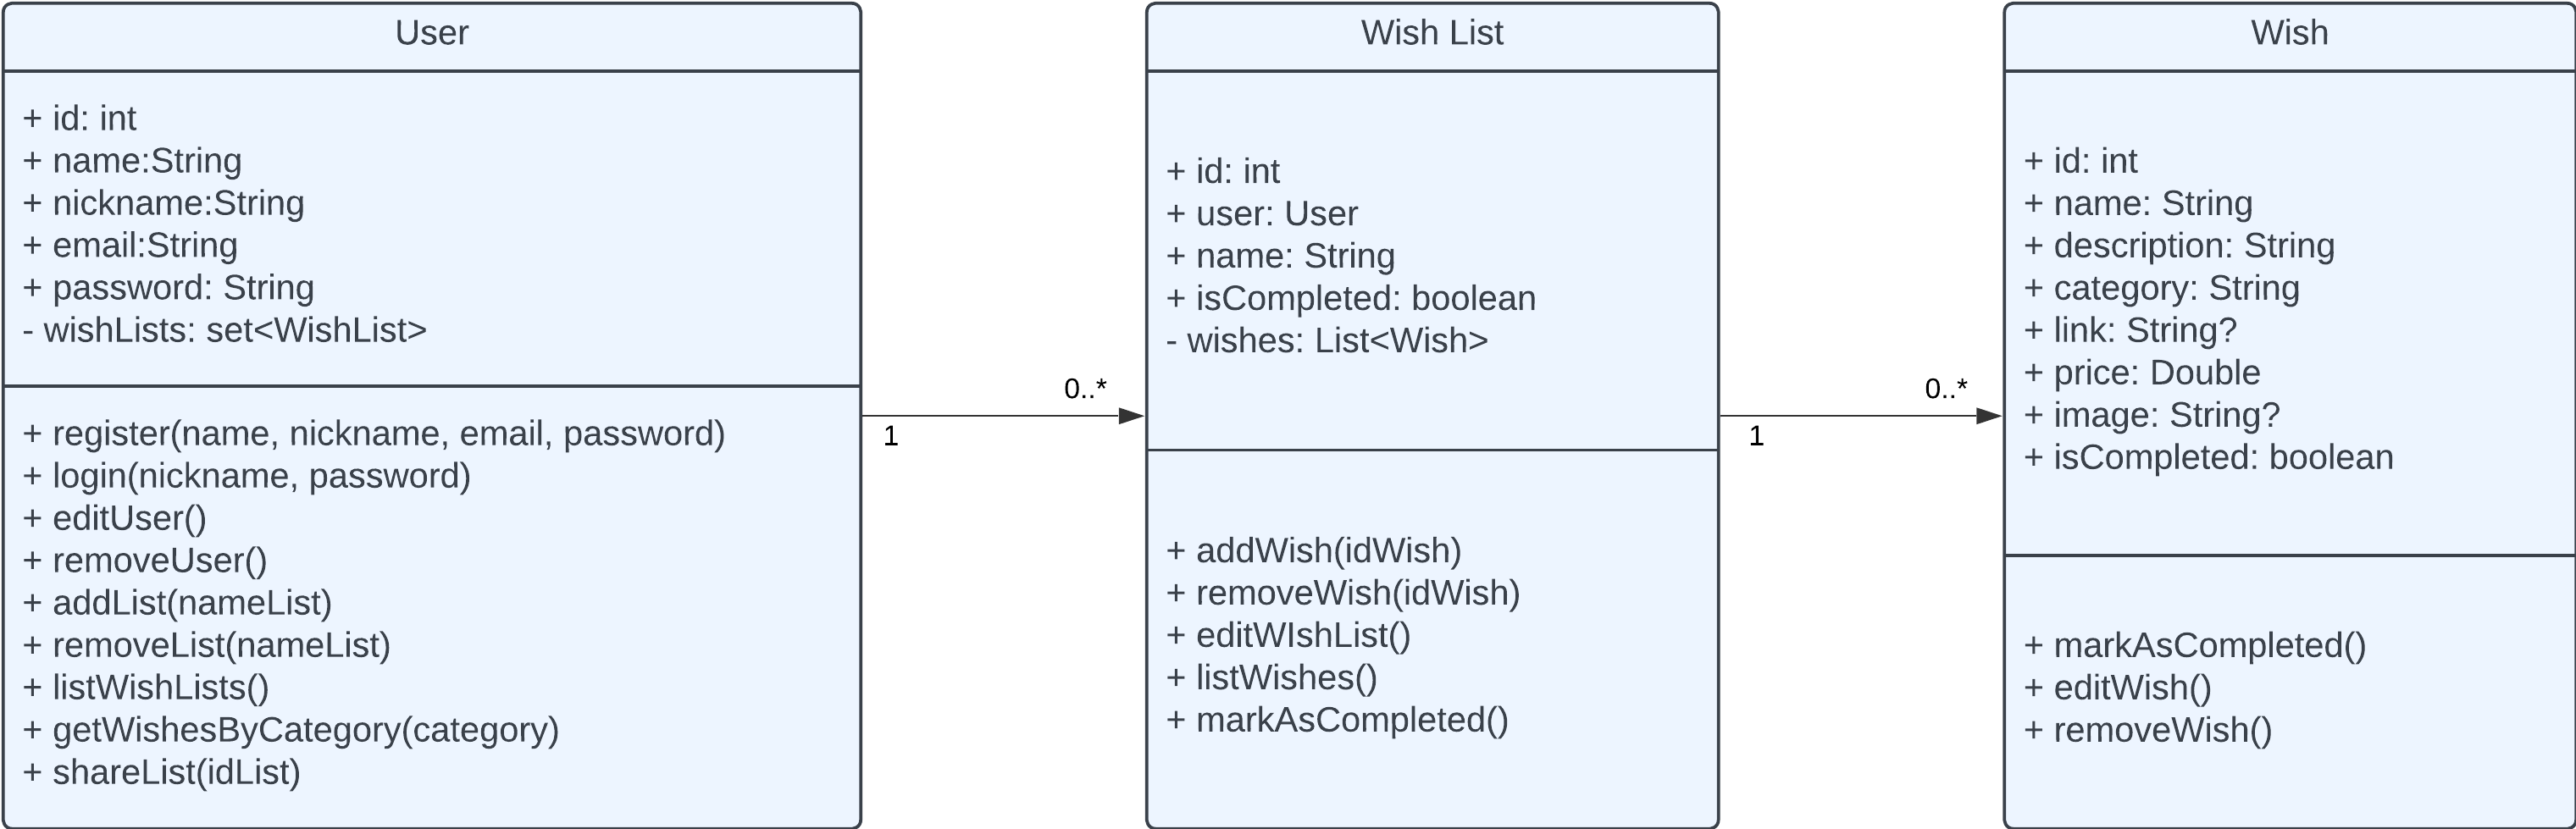 User
+ id: int
+ name:String
+ nickname:String
+ email:String
+ password: String
- wishLists: set<WishList>
+ register(name, nickname, email, password)
+ login(nickname, password)
+ editUser()
+ removeUser()
+ addList(nameList)
+ removeList(nameList)
+ listWishLists()
+ getWishesByCategory(category)
+ shareList(idList)
1
0..*
Wish List
+ id: int
+ user: User
+ name: String
+ isCompleted: boolean
- wishes: List<Wish>
+ addWish(idWish)
+ removeWish(idWish)
+ editWIshList()
+ listWishes()
+ markAsCompleted()
1
0..*
Wish
+ id: int
+ name: String
+ description: String
+ category: String
+ link: String?
+ price: Double
+ image: String?
+ isCompleted: boolean
+ markAsCompleted()
+ editWish()
+ removeWish()